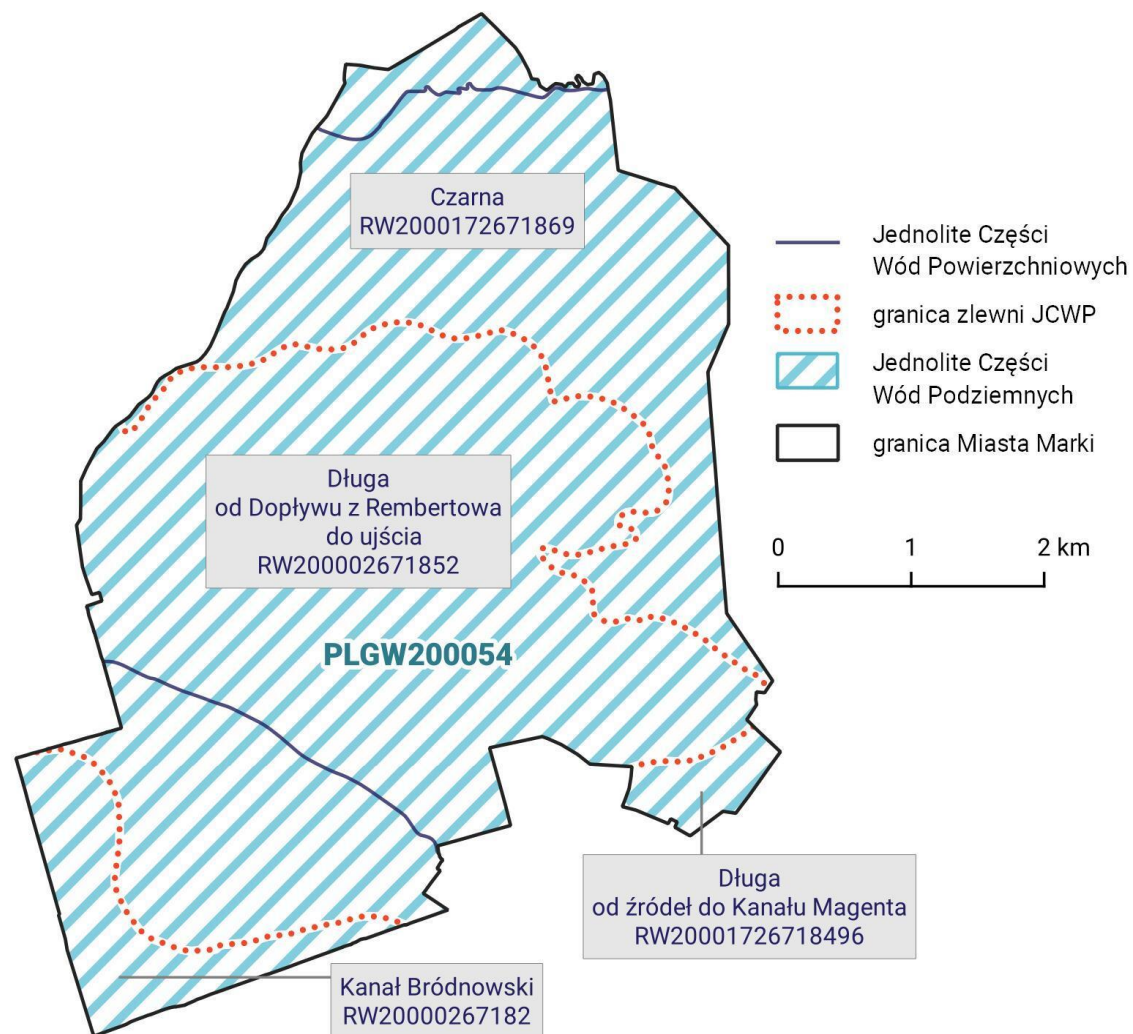 Czarna
RW2000172671869
Jednolite Części
Wód Powierzchniowych
granica zlewni JCWP
Jednolite Części
Wód Podziemnych
granica Miasta Marki
Długa
od Dopływu z Rembertowa
do ujścia
RW200002671852
0 1 2 km
PLGW200054
Długa
od źródeł do Kanału Magenta
RW20001726718496
Kanał Bródnowski
RW20000267182